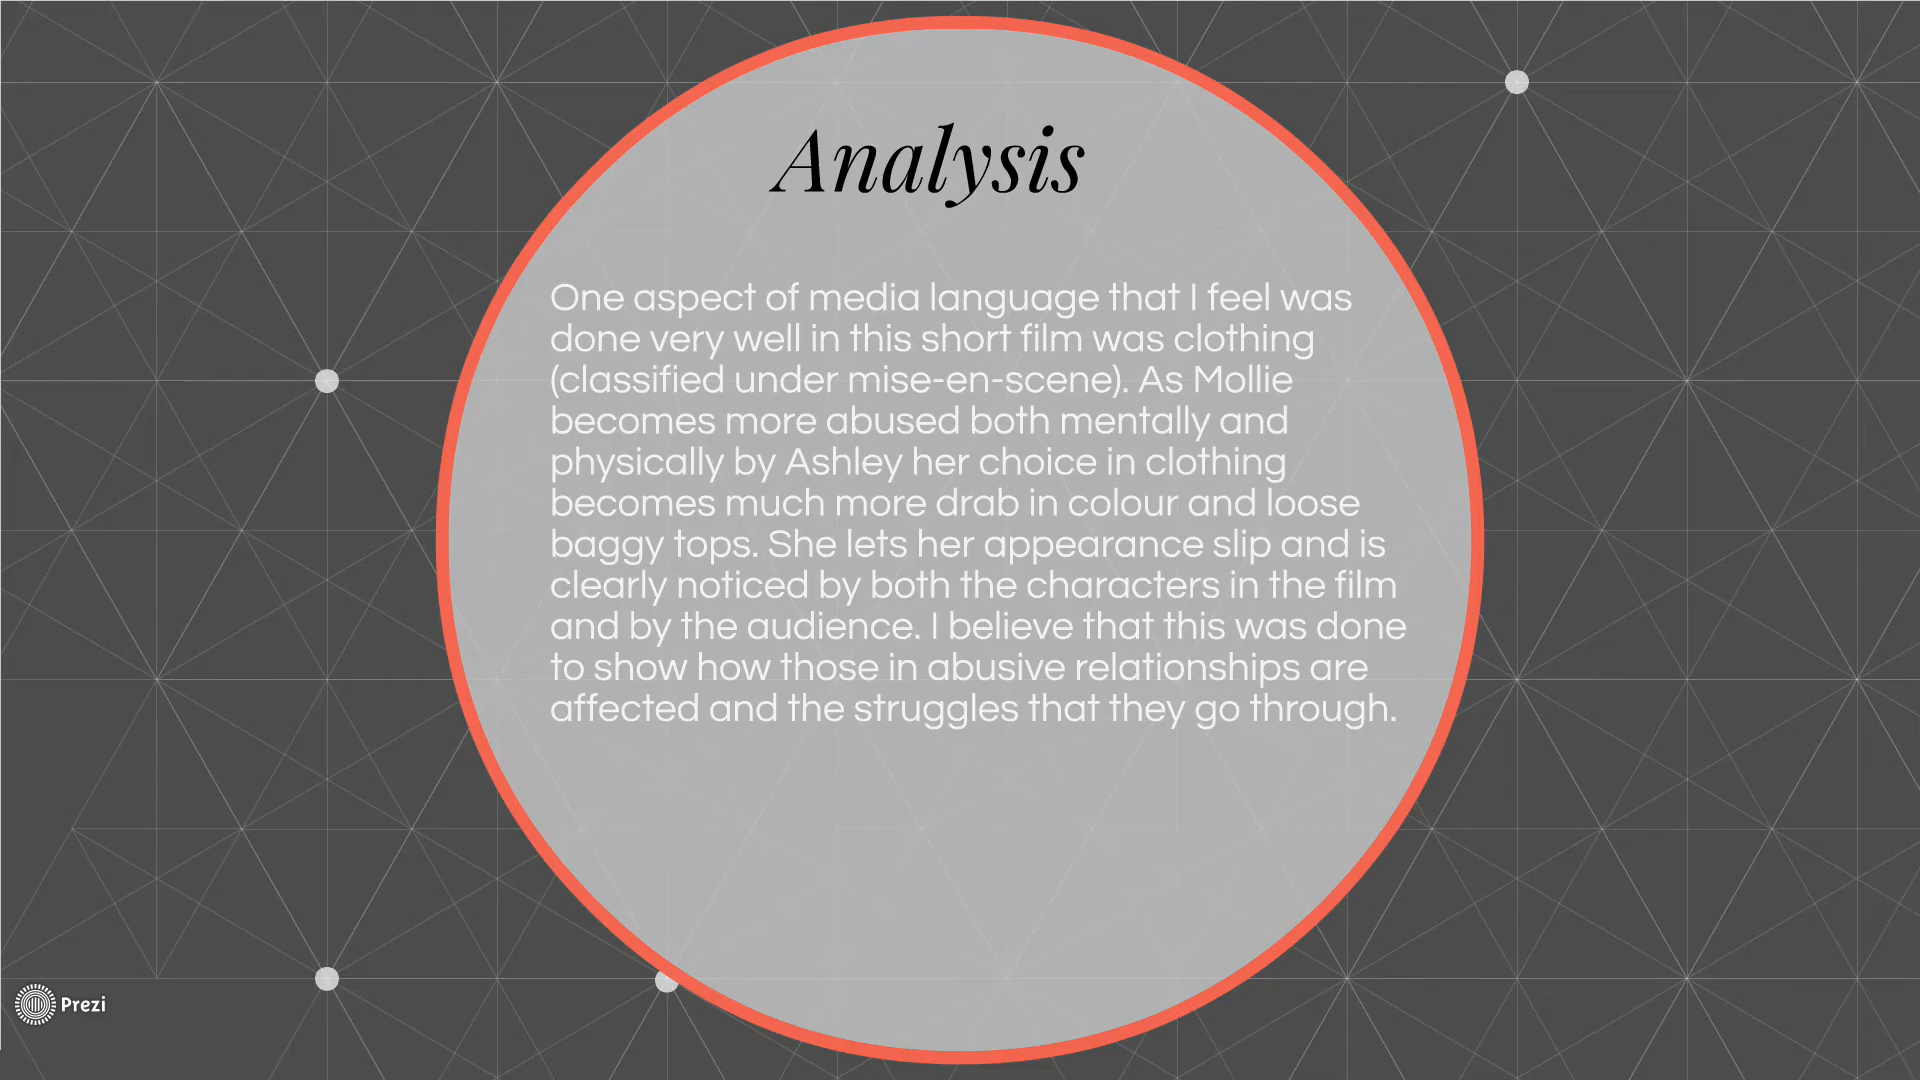 Analysis
One aspect of media language that I feel was
done very well in this short film was clothing
(classified under mise-en-scene). As Mollie
becomes more abused both mentally and
physically by Ashley her choice in clothing
becomes much more drab in colour and loose
baggy tops. She lets her appearance slip and is
clearly noticed by both the characters in the film
and by the audience. I believe that this was done
to show how those in abusive relationships are
affected and the struggles that they go through.
Prezi